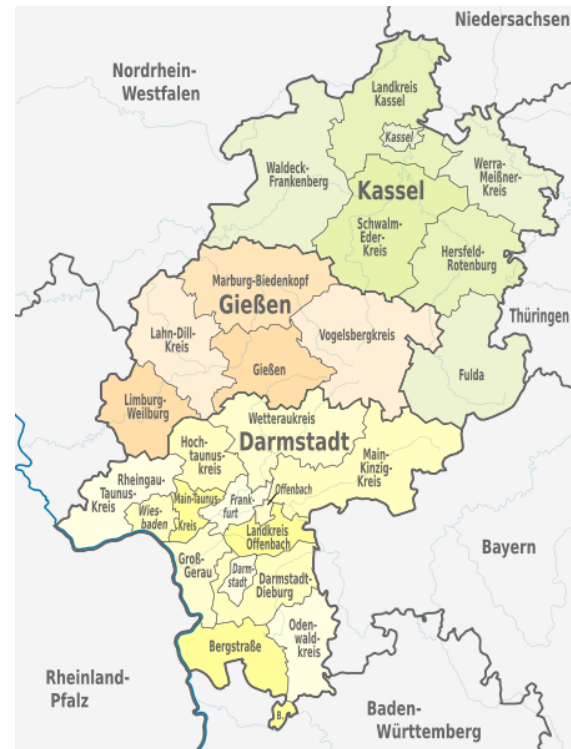 Niedersachsen
Nordrhein-
Westfalen
Landkreis
Kassel
Kassel
Waldeck-
Frankenberg
Werra-
Meißner-
Kreis
Kassel
Schwalm-
Eder-
Kreis
Hersfeld-
Rotenburg
Marburg-Biedenkopf
Gießen
Thüringen
Lahn-Dill-
Kreis
Vogelsbergkreis
Gießen
Fulda
Limburg-
Weilburg
Wetteraukreis
Darmstadt
Hoch-
taunus-
kreis
Main-
Kinzig-
Kreis
Rheingau-
Taunus-
Kreis
Main-Taunus-
Kreis
Frank-
furt
Offenbach
Wies-
baden
Landkreis
Offenbach
Bayern
Groß-
Gerau
Darm-
stadt
Darmstadt-
Dieburg
Oden-
wald-
kreis
Bergstraße
Rheinland-
Pfalz
B.
Baden-
Württemberg